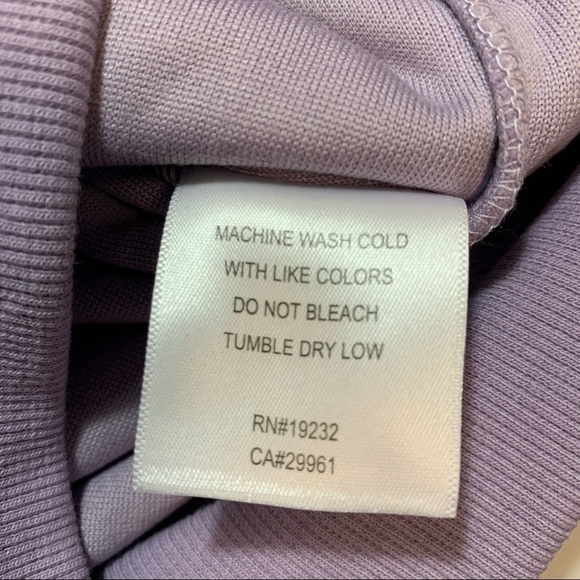 MACHINE WASH COLD
WITH LIKE COLORS
DO NOT BLEACH
TUMBLE DRY LOW
RN#19232
CA#29961